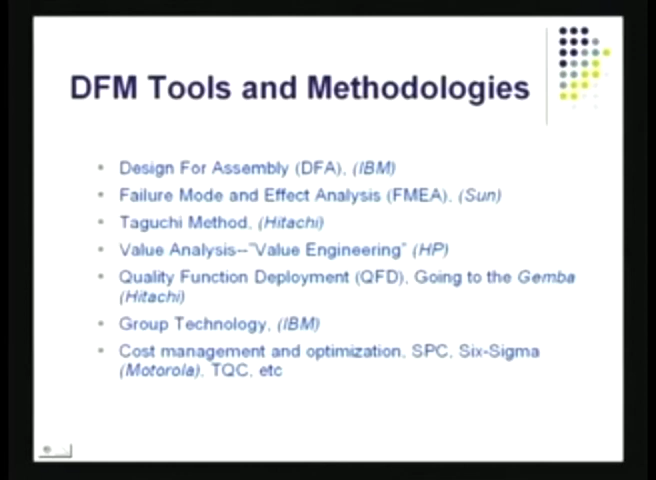 DFM Tools and Methodologies
Design For Assembly (DFA), (IBM)
Failure Mode and Effect Analysis (FMEA), (Sun)
Taguchi Method, (Hitachi)
Value Analysis--"Value Engineering" (HP)
Quality Function Deployment (QFD), Going to the Gemba
(Hitachi)
Group Technology, (IBM)
Cost management and optimization, SPC, Six-Sigma
(Motorola), TQC, etc